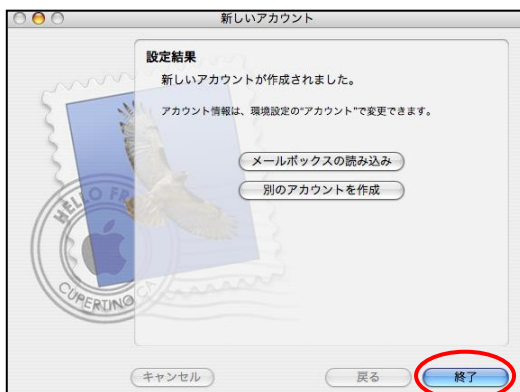 新しいアカウント
設定結果
新しいアカウントが作成されました。
アカウント情報は、環境設定の"アカウント"で変更できます。
メールボックスの読み込み
別のアカウントを作成
HELLO FR
CUPERTINO CA
キャンセル
戻る
終了